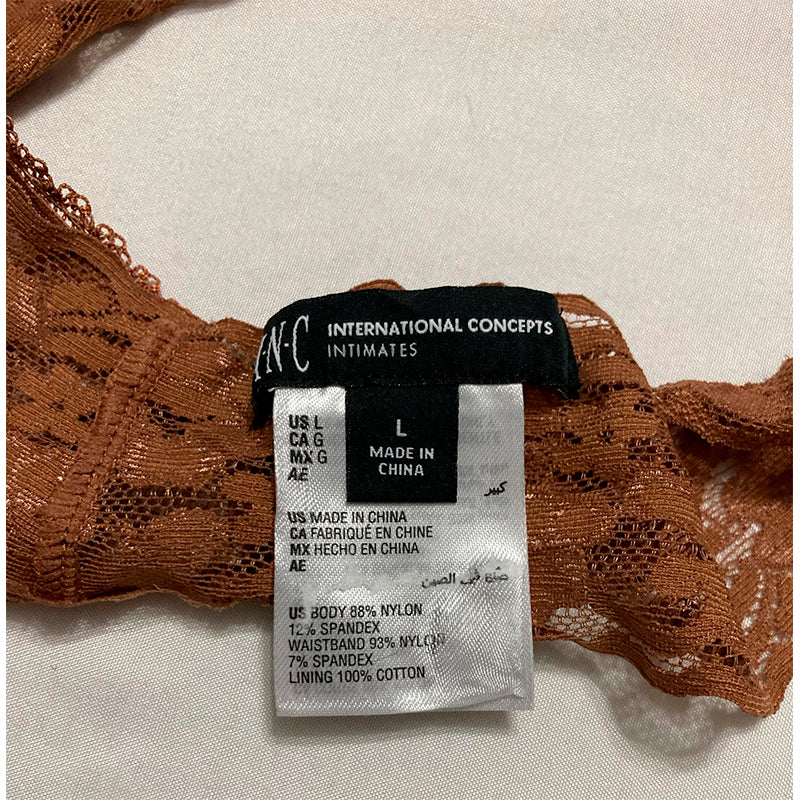 I·N·C INTERNATIONAL CONCEPTS
INTIMATES
L
MADE IN
CHINA
US L
CA G
MX G
AE
كبير
US MADE IN CHINA
CA FABRIQUÉ EN CHINE
MX HECHO EN CHINA
AE
صنع في الصين
US BODY 88% NYLON
12% SPANDEX
WAISTBAND 93% NYLON
7% SPANDEX
LINING 100% COTTON